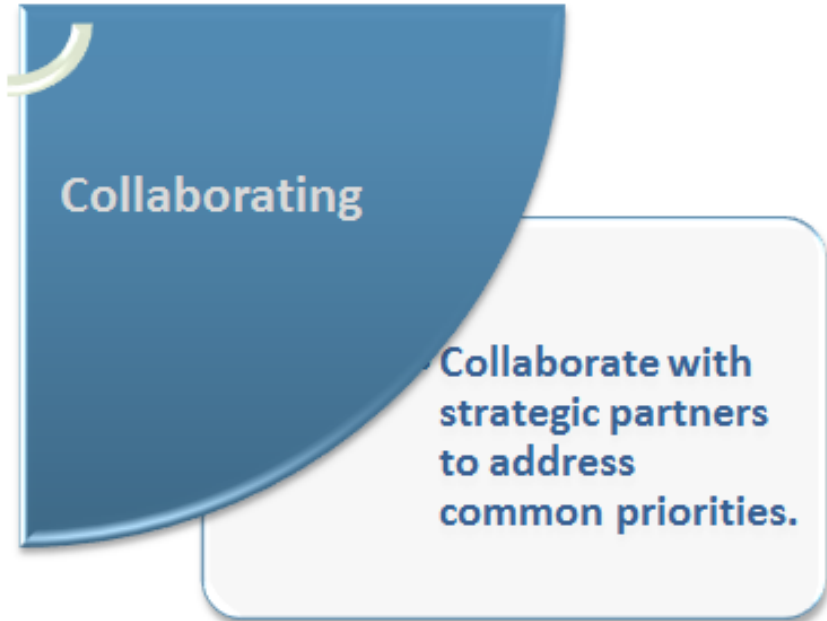 Collaborating
Collaborate with
strategic partners
to address
common priorities.